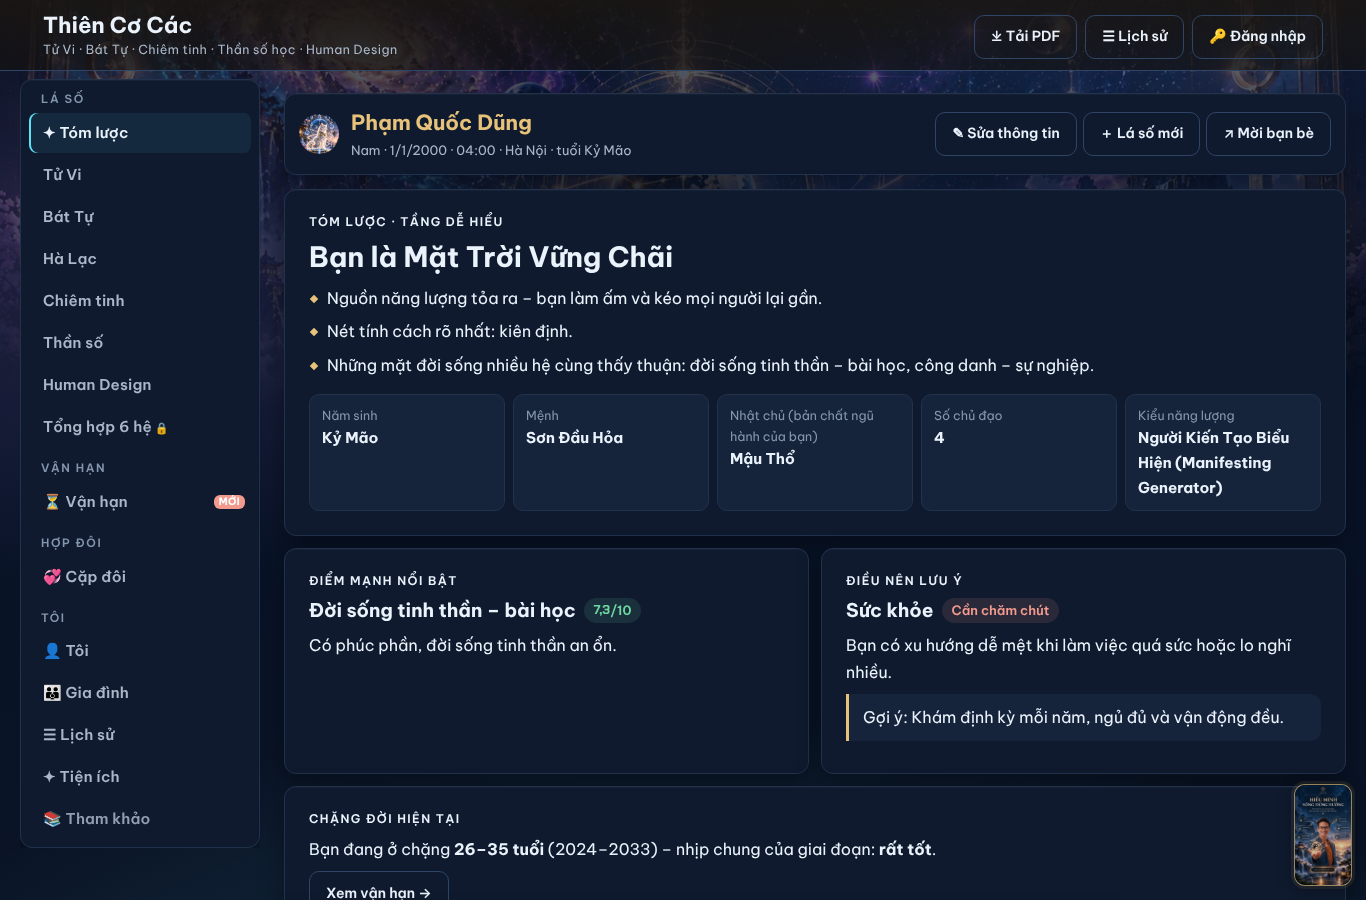 Thiên Cơ Các
Tử Vi · Bát Tự · Chiêm tinh · Thần số học · Human Design
Tải PDF
Lịch sử
Đăng nhập
LÁ SỐ
Tóm lược
Tử Vi
Bát Tự
Hà Lạc
Chiêm tinh
Thần số
Human Design
Tổng hợp 6 hệ
VẬN HẠN
Vận hạn
MỚI
HỢP ĐÔI
Cặp đôi
TÔI
Tôi
Gia đình
Lịch sử
Tiện ích
Tham khảo
Phạm Quốc Dũng
Nam · 1/1/2000 · 04:00 · Hà Nội · tuổi Kỷ Mão
Sửa thông tin
+ Lá số mới
Mời bạn bè
TÓM LƯỢC · TẦNG DỄ HIỂU
Bạn là Mặt Trời Vững Chãi
Nguồn năng lượng tỏa ra – bạn làm ấm và kéo mọi người lại gần.
Nét tính cách rõ nhất: kiên định.
Những mặt đời sống nhiều hệ cùng thấy thuận: đời sống tinh thần – bài học, công danh – sự nghiệp.
Năm sinh
Kỷ Mão
Mệnh
Sơn Đầu Hỏa
Nhật chủ (bản chất ngũ
hành của bạn)
Mậu Thổ
Số chủ đạo
4
Kiểu năng lượng
Người Kiến Tạo Biểu
Hiện (Manifesting
Generator)
ĐIỂM MẠNH NỔI BẬT
Đời sống tinh thần – bài học 7,3/10
Có phúc phần, đời sống tinh thần an ổn.
ĐIỀU NÊN LƯU Ý
Sức khỏe Cần chăm chút
Bạn có xu hướng dễ mệt khi làm việc quá sức hoặc lo nghĩ
nhiều.
Gợi ý: Khám định kỳ mỗi năm, ngủ đủ và vận động đều.
CHẶNG ĐỜI HIỆN TẠI
Bạn đang ở chặng 26–35 tuổi (2024–2033) – nhịp chung của giai đoạn: rất tốt.
Xem vận hạn →